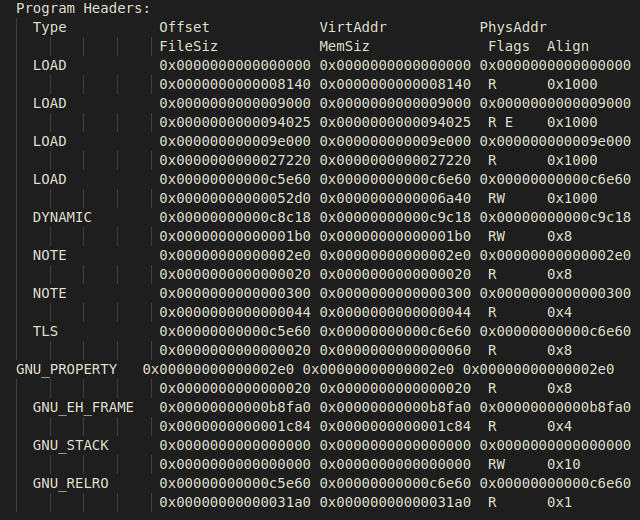 Program Headers:
Type Offset VirtAddr PhysAddr
FileSiz MemSiz Flags Align
LOAD 0x0000000000000000 0x0000000000000000 0x0000000000000000
0x0000000000008140 0x0000000000008140 R 0x1000
LOAD 0x0000000000009000 0x0000000000009000 0x0000000000009000
0x0000000000094025 0x0000000000094025 R E 0x1000
LOAD 0x000000000009e000 0x000000000009e000 0x000000000009e000
0x0000000000027220 0x0000000000027220 R 0x1000
LOAD 0x00000000000c5e60 0x00000000000c6e60 0x00000000000c6e60
0x00000000000052d0 0x0000000000006a40 RW 0x1000
DYNAMIC 0x00000000000c8c18 0x00000000000c9c18 0x00000000000c9c18
0x00000000000001b0 0x00000000000001b0 RW 0x8
NOTE 0x00000000000002e0 0x00000000000002e0 0x00000000000002e0
0x0000000000000020 0x0000000000000020 R 0x8
NOTE 0x0000000000000300 0x0000000000000300 0x0000000000000300
0x0000000000000044 0x0000000000000044 R 0x4
TLS 0x00000000000c5e60 0x00000000000c6e60 0x00000000000c6e60
0x0000000000000020 0x0000000000000060 R 0x8
GNU_PROPERTY 0x00000000000002e0 0x00000000000002e0 0x00000000000002e0
0x0000000000000020 0x0000000000000020 R 0x8
GNU_EH_FRAME 0x00000000000b8fa0 0x00000000000b8fa0 0x00000000000b8fa0
0x0000000000001c84 0x0000000000001c84 R 0x4
GNU_STACK 0x0000000000000000 0x0000000000000000 0x0000000000000000
0x0000000000000000 0x0000000000000000 RW 0x10
GNU_RELRO 0x00000000000c5e60 0x00000000000c6e60 0x00000000000c6e60
0x00000000000031a0 0x00000000000031a0 R 0x1